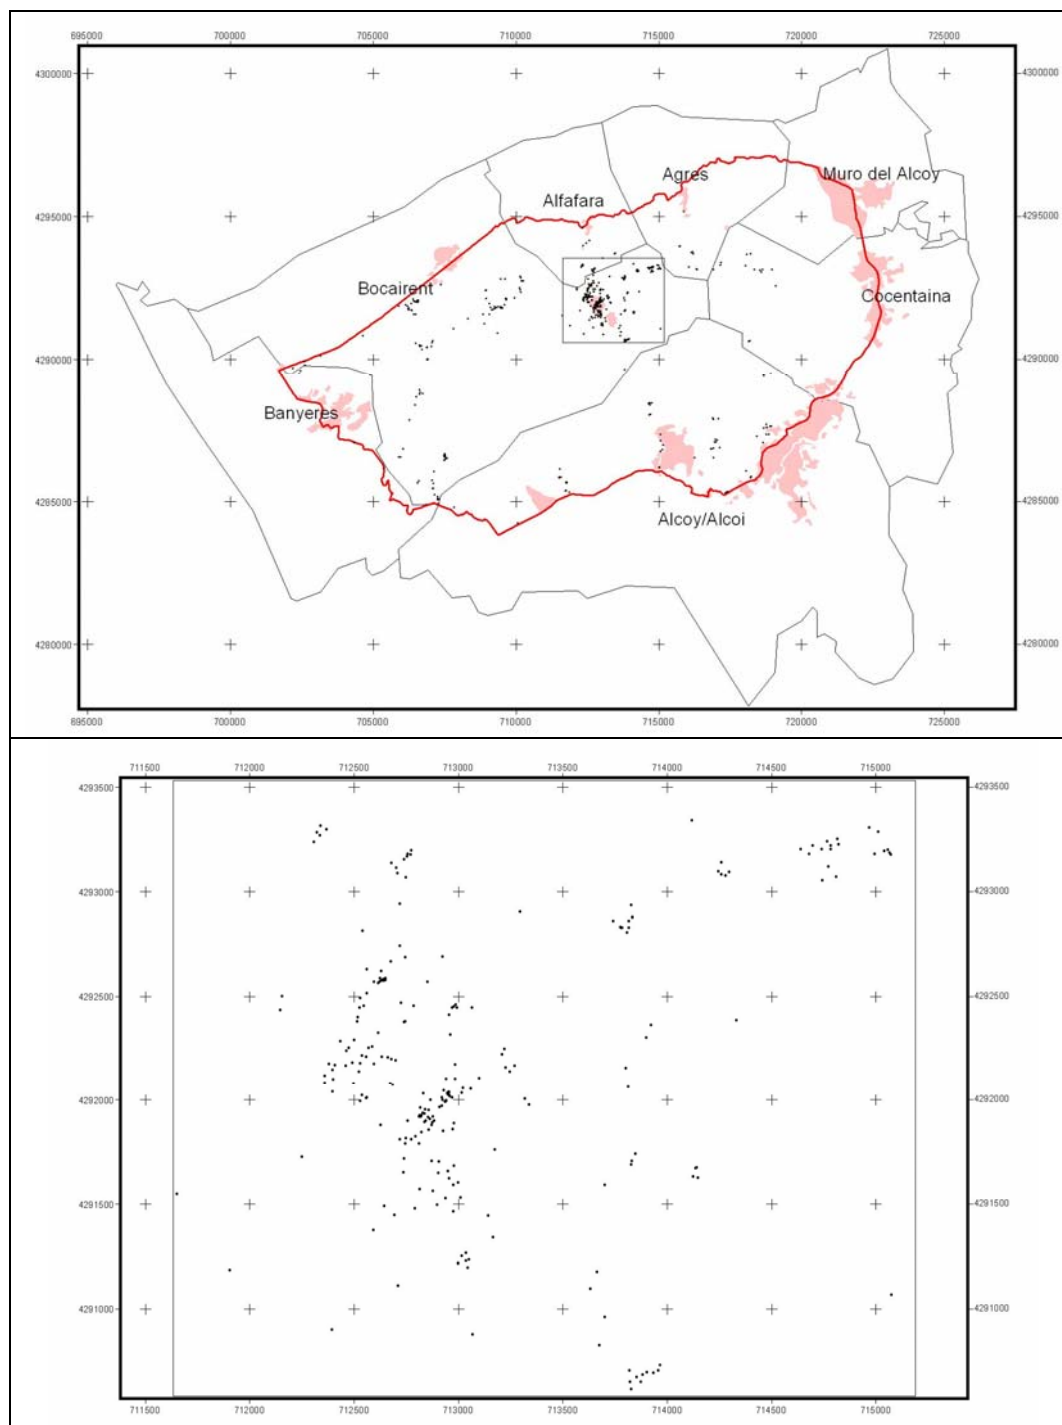 695000 700000 705000 710000 715000 720000 725000
4300000 4300000
Agres Muro del Alcoy
Alfafara
4295000 4295000
Bocairent Cocentaina
4290000 4290000
Banyeres
4285000 4285000
Alcoy/Alcoi
4280000 4280000
695000 700000 705000 710000 715000 720000 725000
711500 712000 712500 713000 713500 714000 714500 715000
4293500 4293500
4293000 4293000
4292500 4292500
4292000 4292000
4291500 4291500
4291000 4291000
711500 712000 712500 713000 713500 714000 714500 715000